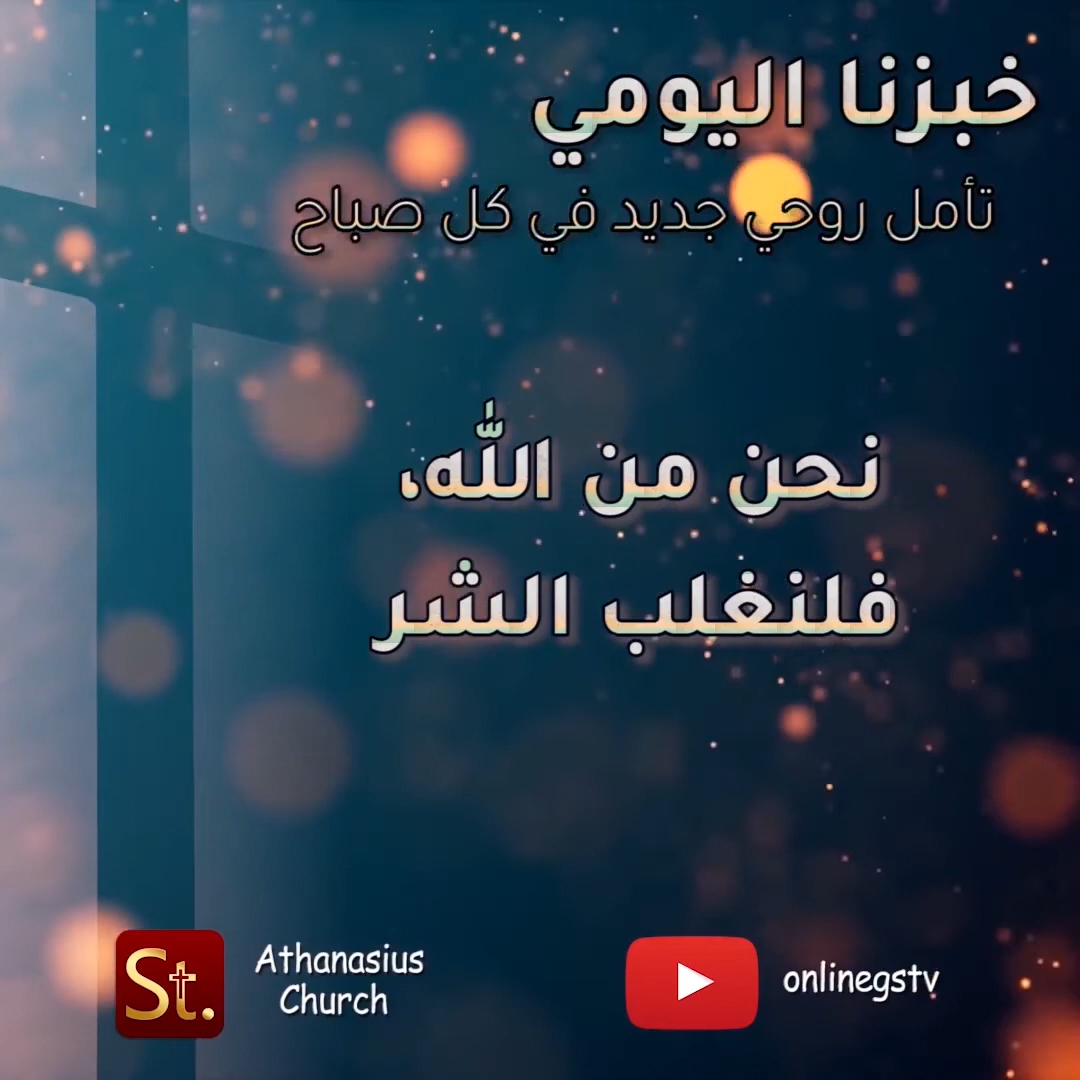 خبزنا اليومي
تأمل روحي جديد في كل صباح
نحن من الله،
فلنغلب الشر
St.
Athanasius
Church
onlinegstv